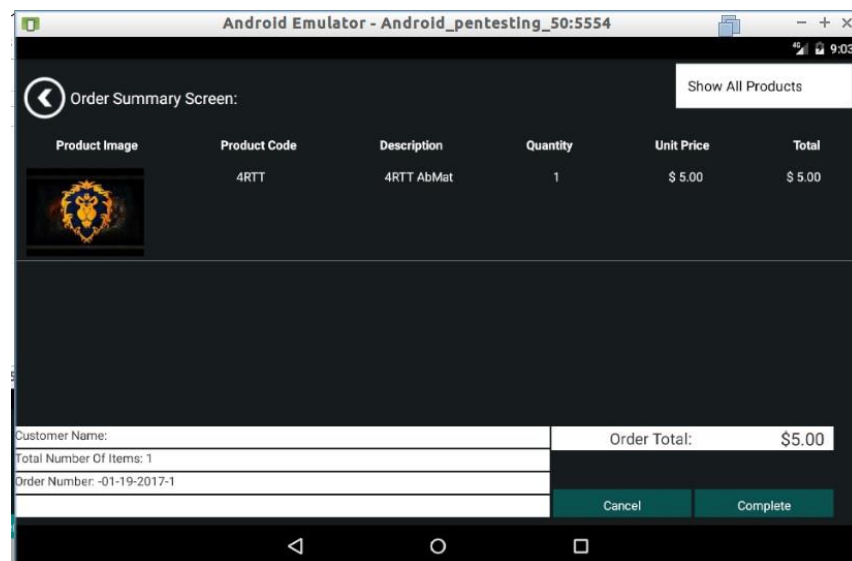 Android Emulator - Android_pentesting_50:5554
4G 9:03
Order Summary Screen:
Show All Products
Product Image Product Code Description Quantity Unit Price Total
4RTT 4RTT AbMat 1 $ 5.00 $ 5.00
Customer Name:
Order Total: $5.00
Total Number Of Items: 1
Order Number: -01-19-2017-1
Cancel Complete